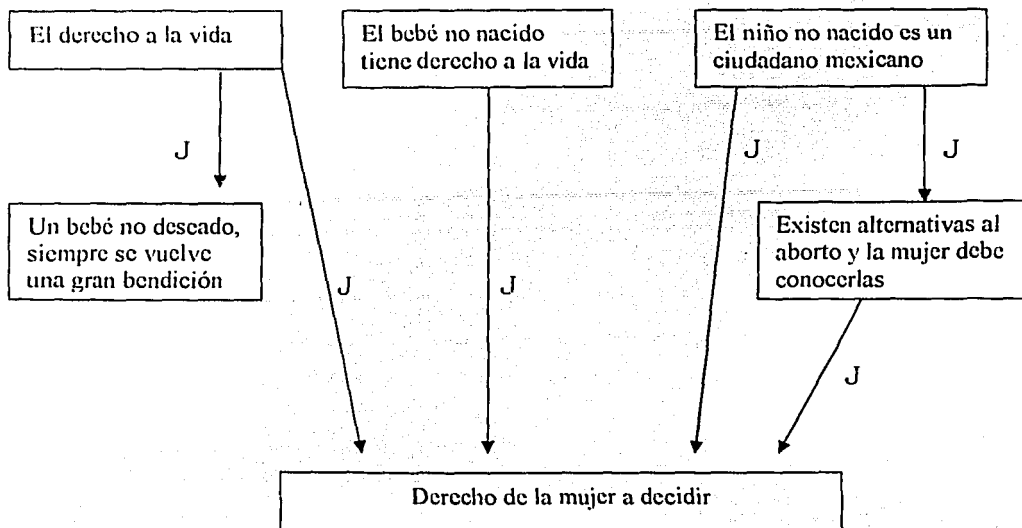 El derecho a la vida
El bebé no nacido
tiene derecho a la vida
El niño no nacido es un
ciudadano mexicano
J
J
J
Un bebé no deseado,
siempre se vuelve
una gran bendición
Existen alternativas al
aborto y la mujer debe
conocerlas
J
J
J
Derecho de la mujer a decidir